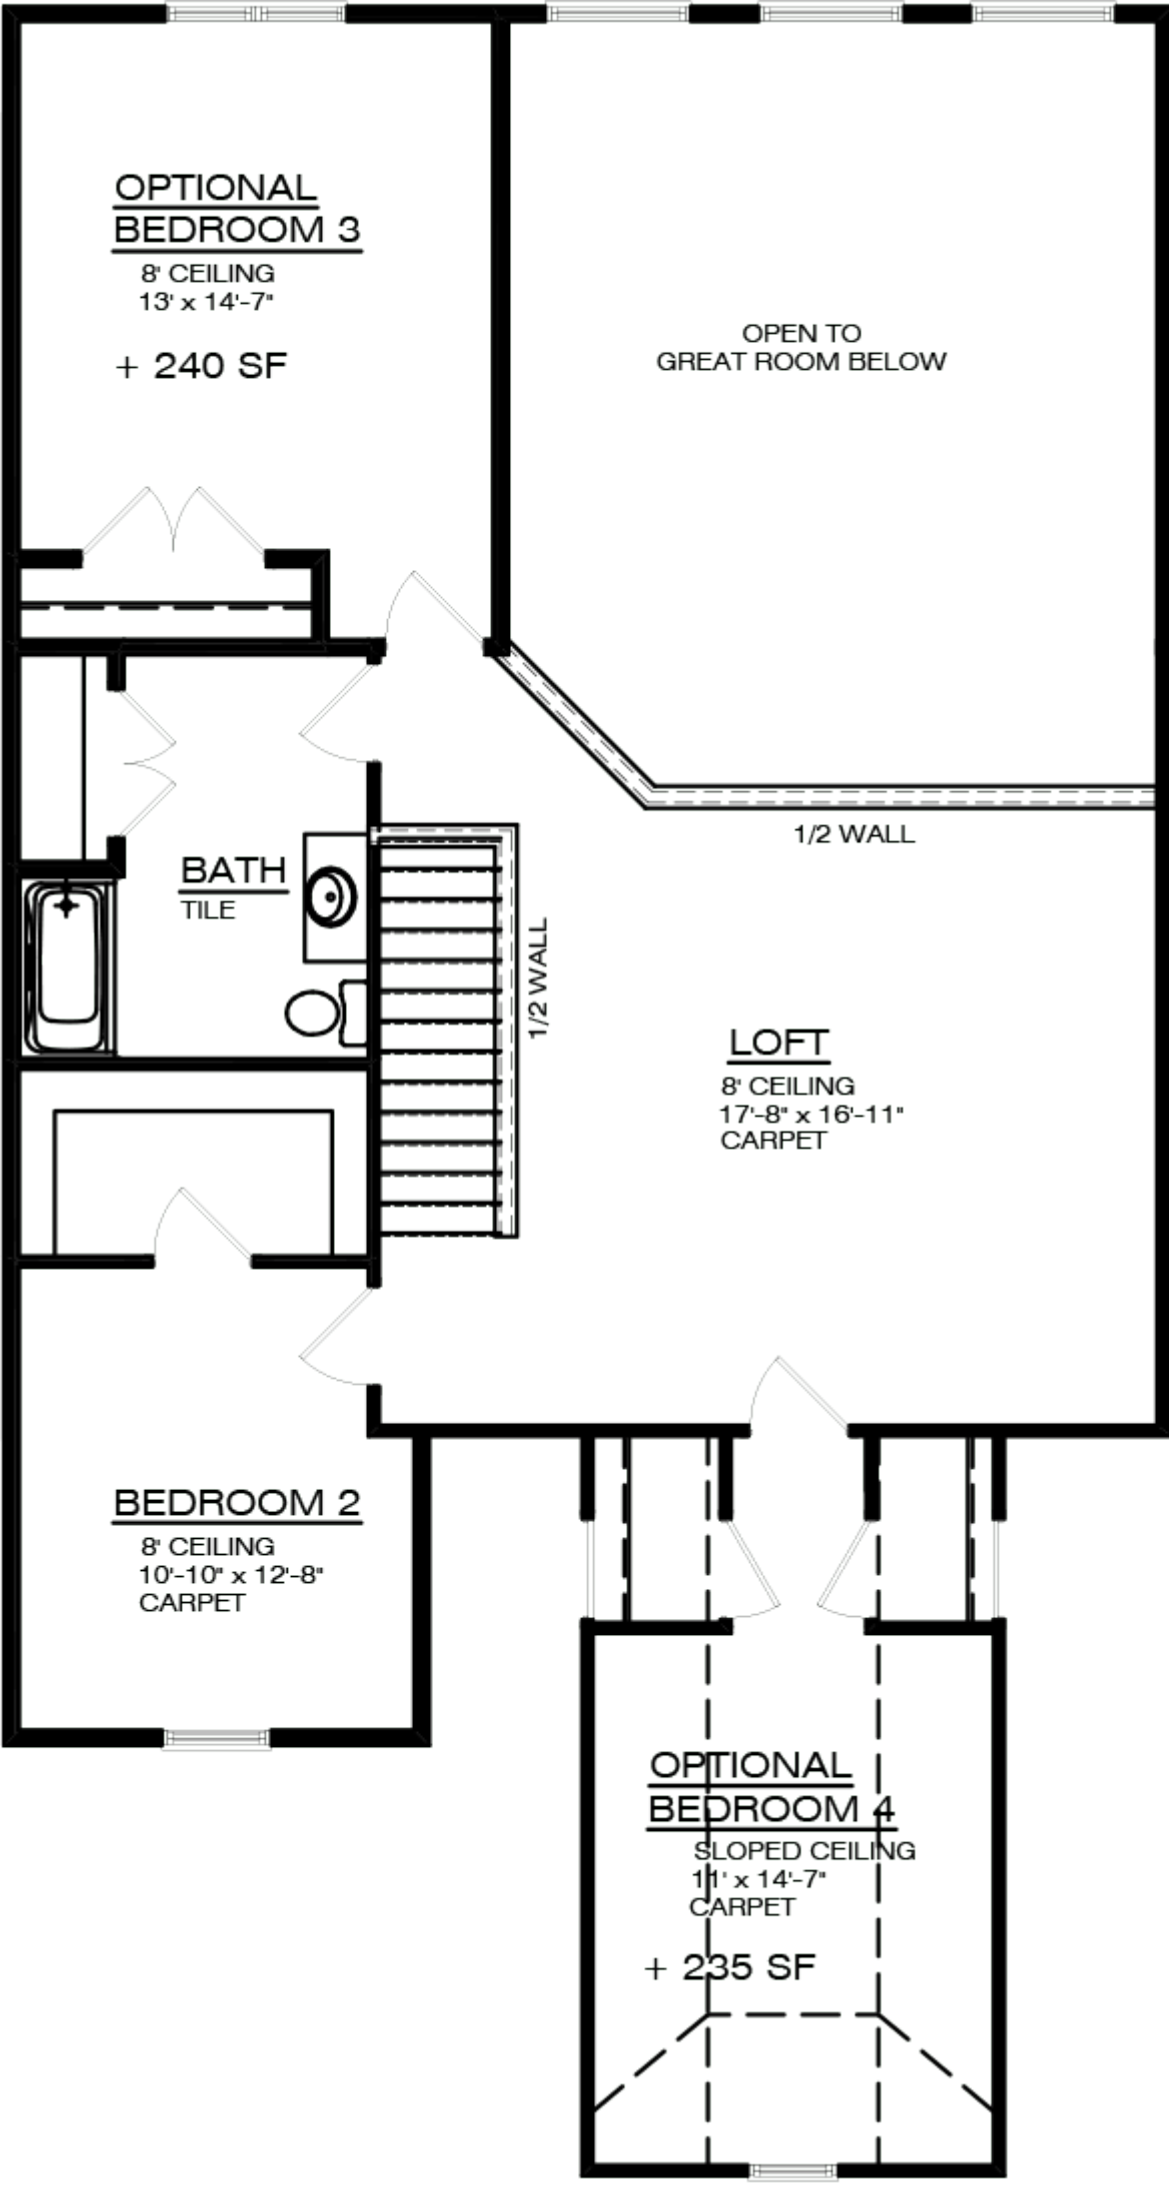 OPTIONAL
BEDROOM 3
8' CEILING
13' x 14'-7"
+ 240 SF
OPEN TO
GREAT ROOM BELOW
1/2 WALL
BATH
TILE
1/2 WALL
LOFT
8' CEILING
17'-8" x 16'-11"
CARPET
BEDROOM 2
8' CEILING
10'-10" x 12'-8"
CARPET
OPTIONAL
BEDROOM 4
SLOPED CEILING
11' x 14'-7"
CARPET
+ 235 SF